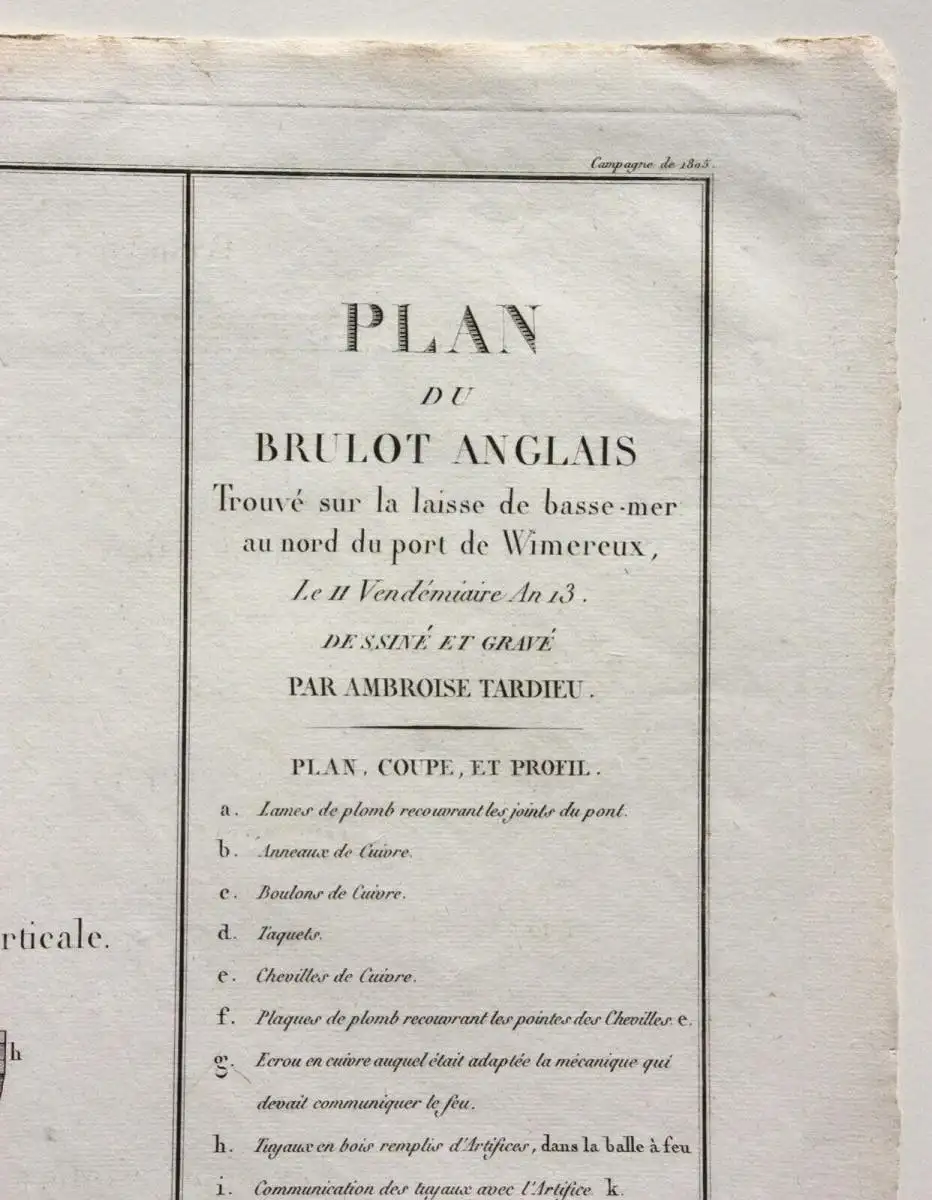 Campagne de 1805.
PLAN
DU
BRULOT ANGLAIS
Trouvé sur la laisse de basse-mer
au nord du port de Wimereux,
Le 11 Vendémiaire An 13.
DESSINÉ ET GRAVÉ
PAR AMBROISE TARDIEU.
PLAN, COUPE, ET PROFIL.
a. Lames de plomb recouvrant les joints du pont.
b. Anneaux de Cuivre.
c. Boulons de Cuivre.
d. Taquets.
e. Chevilles de Cuivre.
f. Plaques de plomb recouvrant les pointes des Chevilles. e.
g. Ecrou en cuivre auquel était adaptée la mécanique qui
devait communiquer le feu.
h. Tuyaux en bois remplis d'Artifices, dans la balle à feu
i. Communication des tuyaux avec l'Artifice k.
rticale.
h